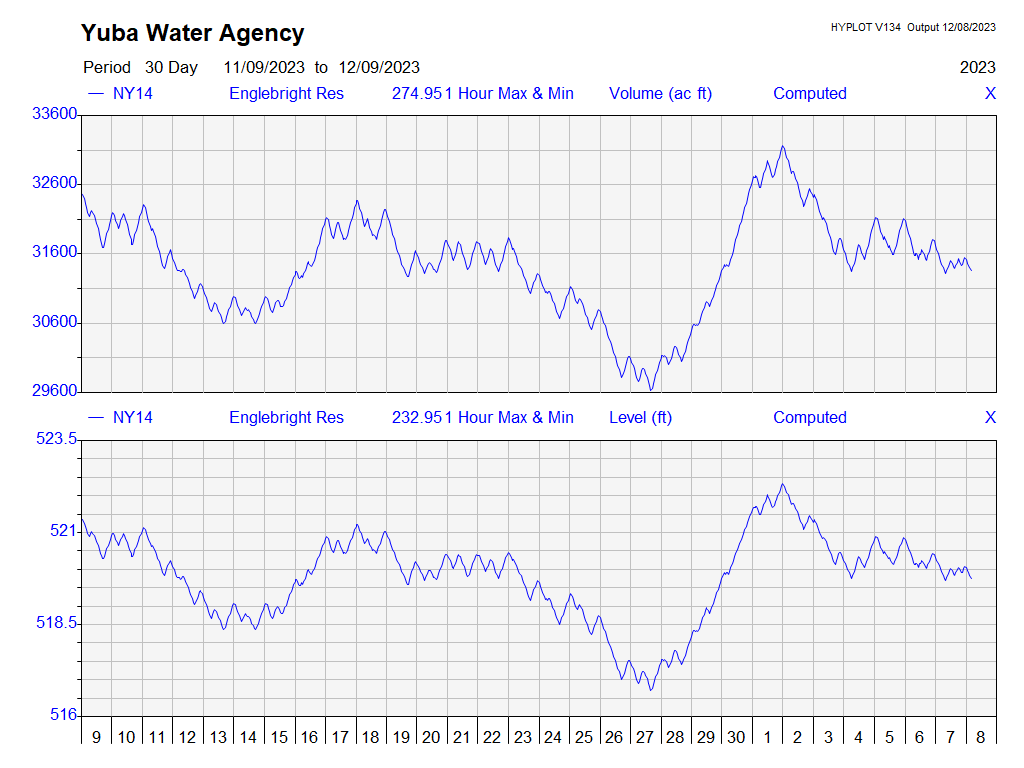 Yuba Water Agency
HYPLOT V134 Output 12/08/2023
Period 30 Day 11/09/2023 to 12/09/2023
2023
NY14 Englebright Res 274.951 Hour Max & Min Volume (ac ft) Computed X
33600
32600
31600
30600
29600
NY14 Englebright Res 232.951 Hour Max & Min Level (ft) Computed X
523.5
521
518.5
516
9 10 11 12 13 14 15 16 17 18 19 20 21 22 23 24 25 26 27 28 29 30 1 2 3 4 5 6 7 8